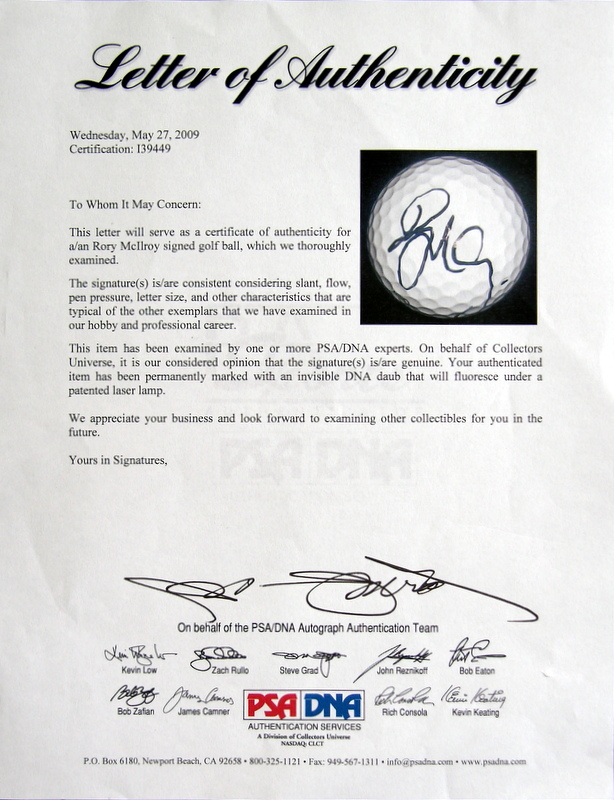 Letter of Authenticity
Wednesday, May 27, 2009
Certification: I39449
To Whom It May Concern:
This letter will serve as a certificate of authenticity for
a/an Rory McIlroy signed golf ball, which we thoroughly
examined.
The signature(s) is/are consistent considering slant, flow,
pen pressure, letter size, and other characteristics that are
typical of the other exemplars that we have examined in
our hobby and professional career.
This item has been examined by one or more PSA/DNA experts. On behalf of Collectors
Universe, it is our considered opinion that the signature(s) is/are genuine. Your authenticated
item has been permanently marked with an invisible DNA daub that will fluoresce under a
patented laser lamp.
We appreciate your business and look forward to examining other collectibles for you in the
future.
Yours in Signatures,
On behalf of the PSA/DNA Autograph Authentication Team
Kevin Low Zach Rullo Steve Grad John Reznikoff Bob Eaton
Bob Zafian James Camner Rich Consola Kevin Keating
PSA DNA
AUTHENTICATION SERVICES
A Division of Collectors Universe
NASDAQ: CLCT
P.O. Box 6180, Newport Beach, CA 92658 • 800-325-1121 • Fax: 949-567-1311 • info@psadna.com • www.psadna.com